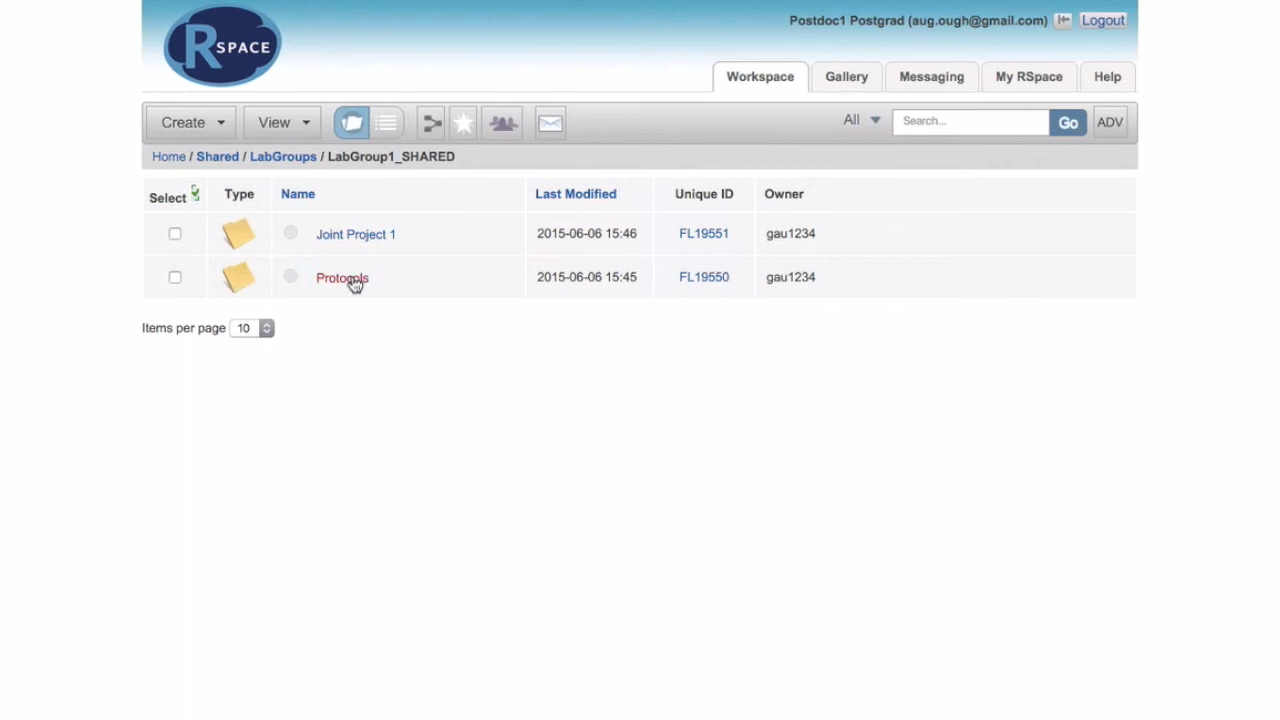 RSPACE
Postdoc1 Postgrad (aug.ough@gmail.com) Logout
Workspace Gallery Messaging My RSpace Help
Create View All Search... Go ADV
Home / Shared / LabGroups / LabGroup1_SHARED
Select Type Name Last Modified Unique ID Owner
Joint Project 1 2015-06-06 15:46 FL19551 gau1234
Protocols 2015-06-06 15:45 FL19550 gau1234
Items per page 10